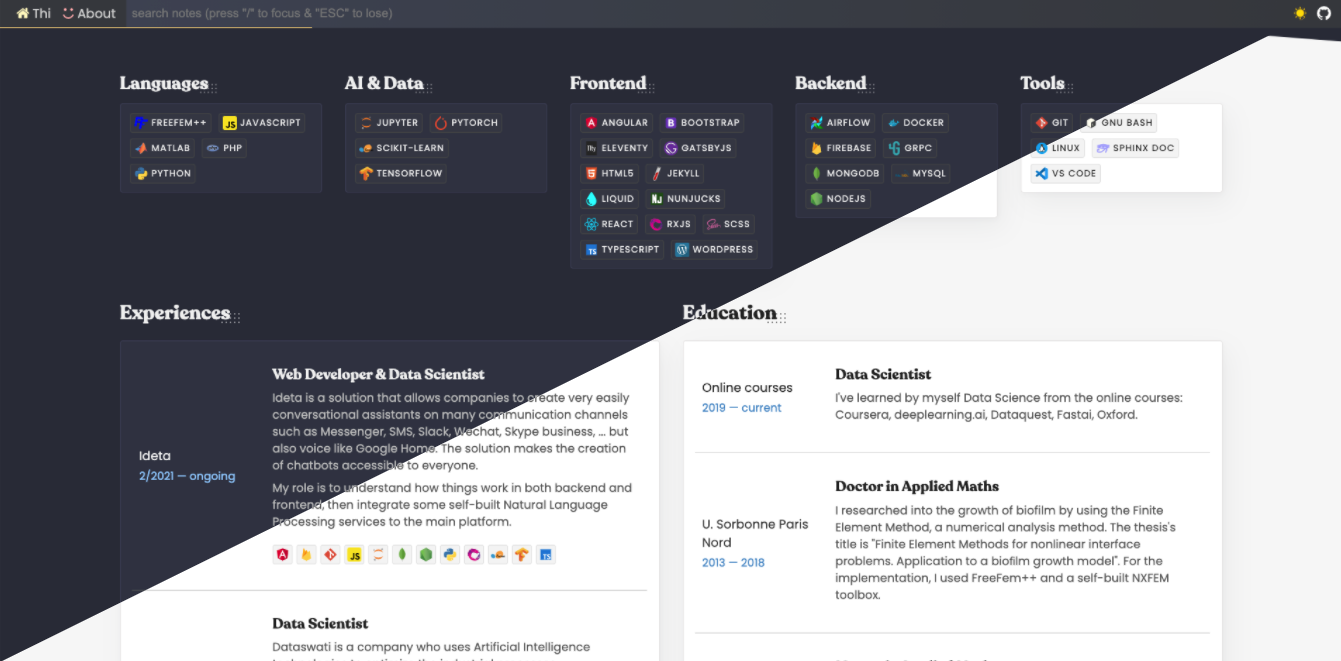 Thi About search notes (press "/" to focus & "ESC" to lose)
Languages AI & Data Frontend Backend Tools
FREEFEM++ JAVASCRIPT
MATLAB PHP
PYTHON
JUPYTER PYTORCH
SCIKIT-LEARN
TENSORFLOW
ANGULAR BOOTSTRAP
ELEVENTY GATSBYJS
HTML5 JEKYLL
LIQUID NUNJUCKS
REACT RXJS SCSS
TYPESCRIPT WORDPRESS
AIRFLOW DOCKER
FIREBASE GRPC
MONGODB MYSQL
NODEJS
GIT GNU BASH
LINUX SPHINX DOC
VS CODE
Experiences
Ideta
2/2021 — ongoing
Web Developer & Data Scientist
Ideta is a solution that allows companies to create very easily
conversational assistants on many communication channels
such as Messenger, SMS, Slack, Wechat, Skype business, ... but
also voice like Google Home. The solution makes the creation
of chatbots accessible to everyone.
My role is to understand how things work in both backend and
frontend, then integrate some self-built Natural Language
Processing services to the main platform.
Data Scientist
Dataswati is a company who uses Artificial Intelligence
Education
Online courses
2019 — current
Data Scientist
I've learned by myself Data Science from the online courses:
Coursera, deeplearning.ai, Dataquest, Fastai, Oxford.
U. Sorbonne Paris
Nord
2013 — 2018
Doctor in Applied Maths
I researched into the growth of biofilm by using the Finite
Element Method, a numerical analysis method. The thesis's
title is "Finite Element Methods for nonlinear interface
problems. Application to a biofilm growth model". For the
implementation, I used FreeFem++ and a self-built NXFEM
toolbox.